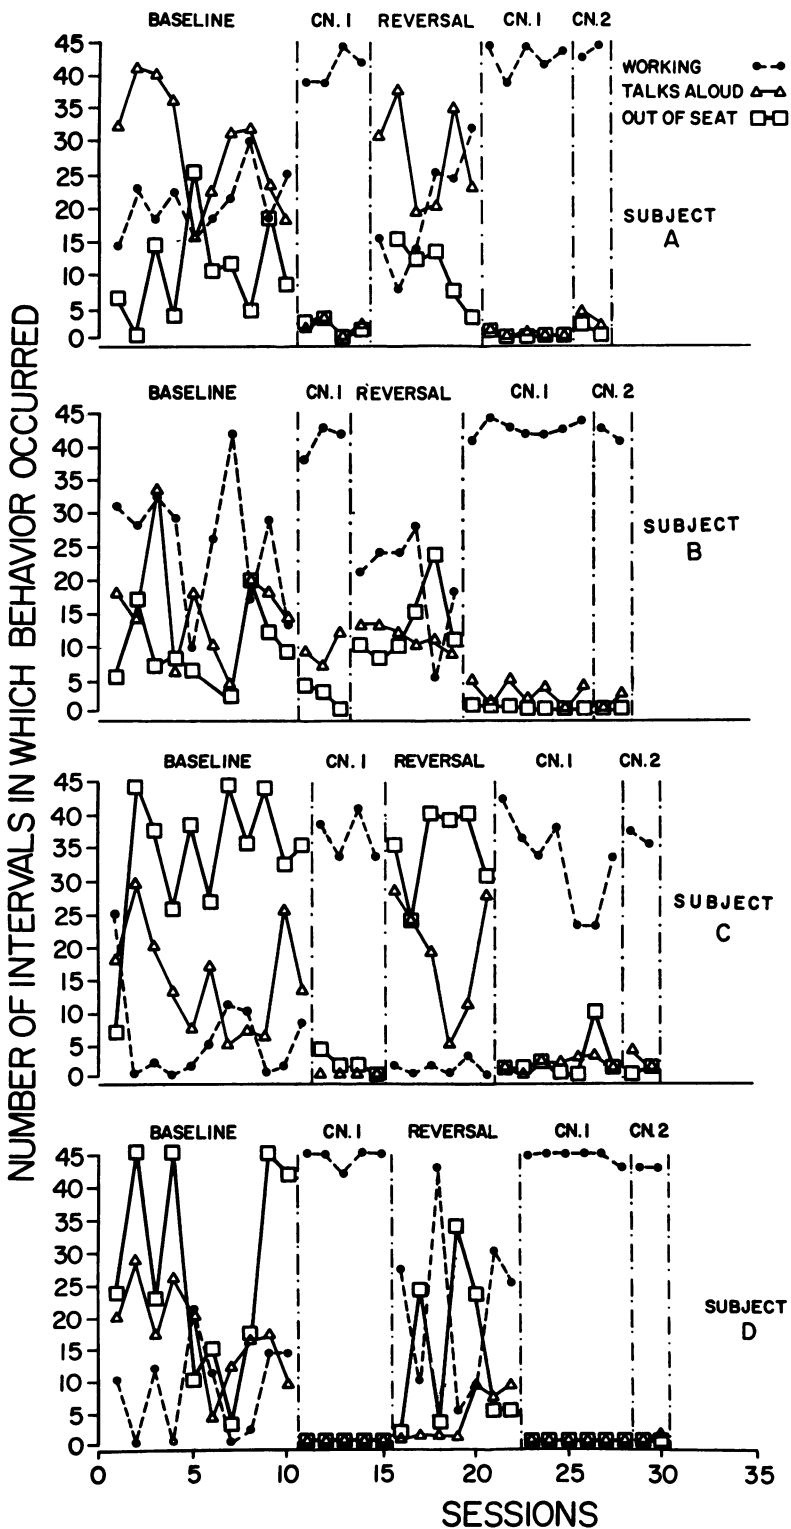 NUMBER OF INTERVALS IN WHICH BEHAVIOR OCCURRED
BASELINE CN. 1 REVERSAL CN. 1 CN.2
45
40
35
30
25
20
15
10
5
0
WORKING
TALKS ALOUD
OUT OF SEAT
SUBJECT
A
BASELINE CN.1 REVERSAL CN.1 CN. 2
45
40
35
30
25
20
15
10
5
0
SUBJECT
B
BASELINE CN. 1 REVERSAL CN.1 CN.2
45
40
35
30
25
20
15
10
5
0
SUBJECT
C
BASELINE CN. 1 REVERSAL CN. 1 CN.2
45
40
35
30
25
20
15
10
5
0
SUBJECT
D
0 5 10 15 20 25 30 35
SESSIONS